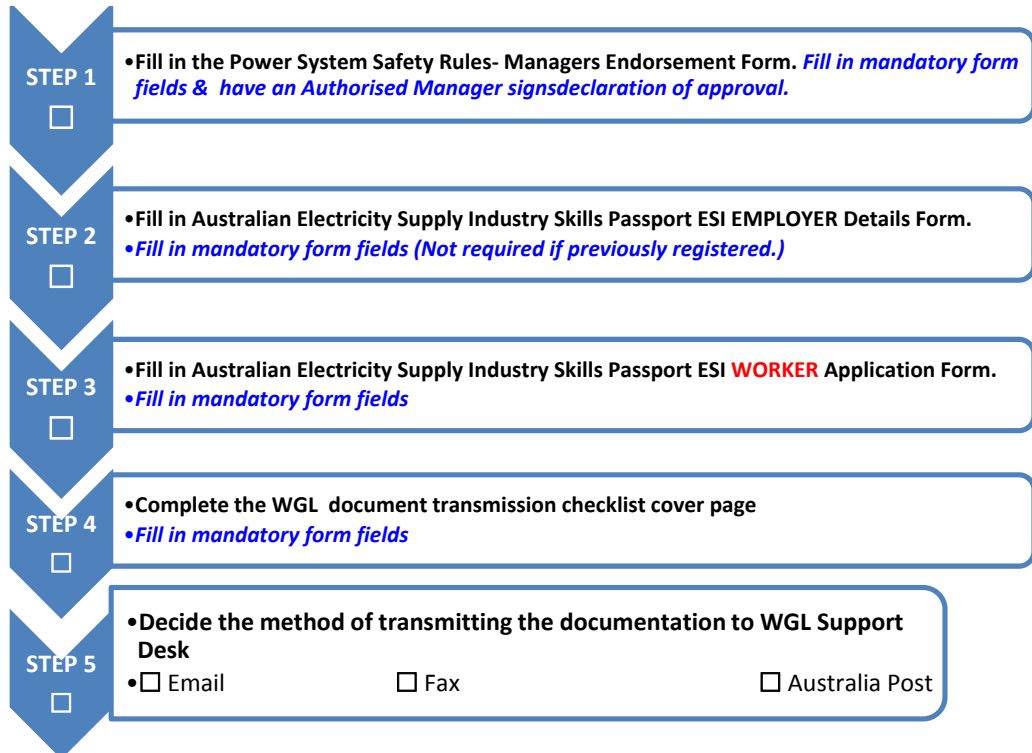 STEP 1
☐
•Fill in the Power System Safety Rules- Managers Endorsement Form. Fill in mandatory form
fields & have an Authorised Manager signsdeclaration of approval.
STEP 2
☐
•Fill in Australian Electricity Supply Industry Skills Passport ESI EMPLOYER Details Form.
•Fill in mandatory form fields (Not required if previously registered.)
STEP 3
☐
•Fill in Australian Electricity Supply Industry Skills Passport ESI WORKER Application Form.
•Fill in mandatory form fields
STEP 4
☐
•Complete the WGL document transmission checklist cover page
•Fill in mandatory form fields
STEP 5
☐
•Decide the method of transmitting the documentation to WGL Support
Desk
•☐ Email ☐ Fax ☐ Australia Post